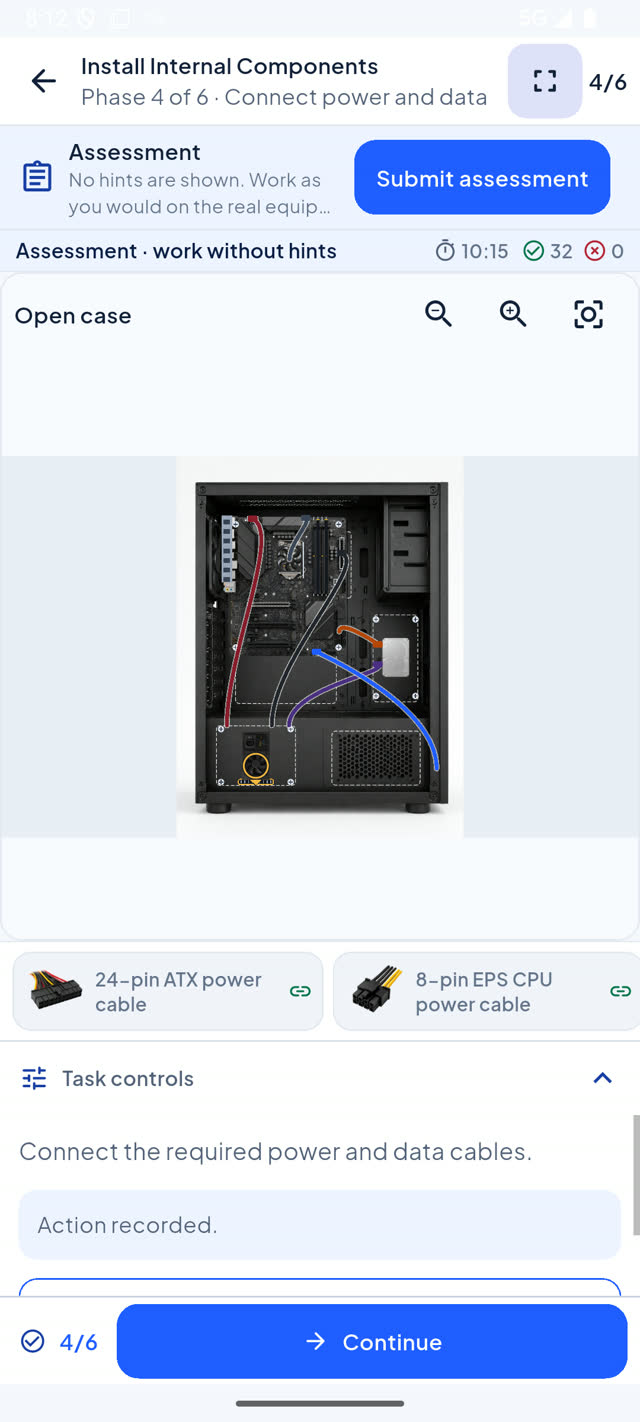 8:12
5G
Install Internal Components
Phase 4 of 6 · Connect power and data
4/6
Assessment
No hints are shown. Work as
you would on the real equip...
Submit assessment
Assessment · work without hints
10:15
32
0
Open case
24-pin ATX power
cable
8-pin EPS CPU
power cable
Task controls
Connect the required power and data cables.
Action recorded.
4/6
Continue